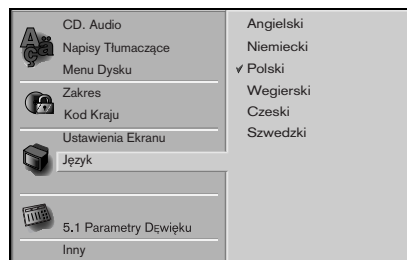 CD. Audio
Napisy Tłumaczące
Menu Dysku
Zakres
Kod Kraju
Ustawienia Ekranu
Język
5.1 Parametry Dęwięku
Inny
Angielski
Niemiecki
✓ Polski
Wegierski
Czeski
Szwedzki